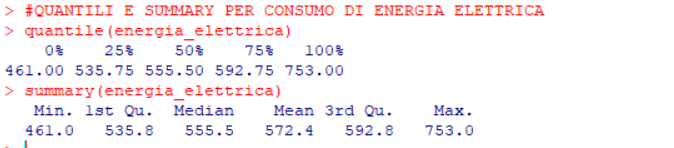 > #QUANTILI E SUMMARY PER CONSUMO DI ENERGIA ELETTRICA
> quantile(energia_elettrica)
0% 25% 50% 75% 100%
461.00 535.75 555.50 592.75 753.00
> summary(energia_elettrica)
Min. 1st Qu. Median Mean 3rd Qu. Max.
461.0 535.8 555.5 572.4 592.8 753.0
>